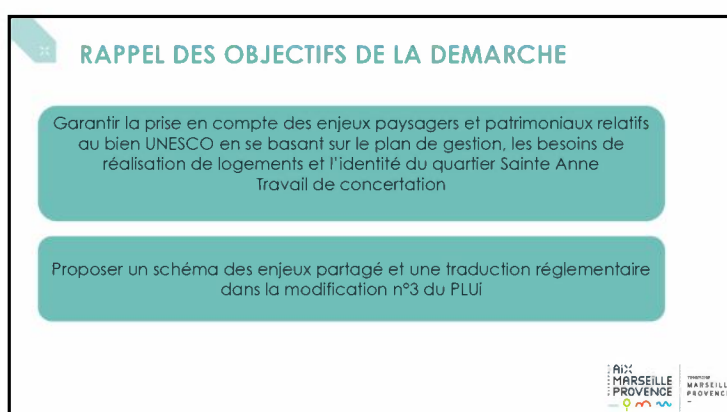 RAPPEL DES OBJECTIFS DE LA DEMARCHE
Garantir la prise en compte des enjeux paysagers et patrimoniaux relatifs
au bien UNESCO en se basant sur le plan de gestion, les besoins de
réalisation de logements et l'identité du quartier Sainte Anne
Travail de concertation
Proposer un schéma des enjeux partagé et une traduction réglementaire
dans la modification n°3 du PLUi
AiX
MARSEILLE
PROVENCE
MARSEILLE
PROVENCE